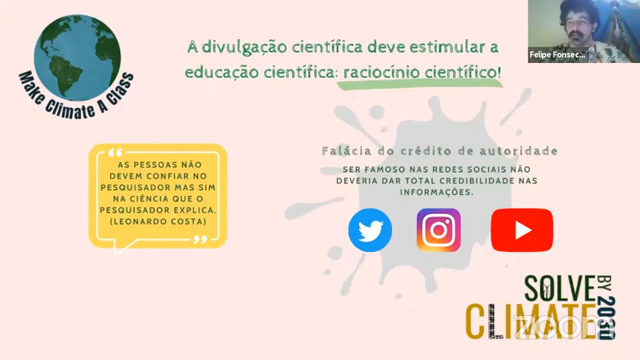 A divulgação científica deve estimular a
educação científica: raciocínio científico!
Felipe Fonsec...
Make Climate A Class
“
AS PESSOAS NÃO
DEVEM CONFIAR NO
PESQUISADOR MAS SIM
NA CIÊNCIA QUE O
PESQUISADOR EXPLICA.
(LEONARDO COSTA)
”
Falácia do crédito de autoridade
SER FAMOSO NAS REDES SOCIAIS NÃO
DEVERIA DAR TOTAL CREDIBILIDADE NAS
INFORMAÇÕES.
SOLVE
CLIMATE
BY 2030
zoom